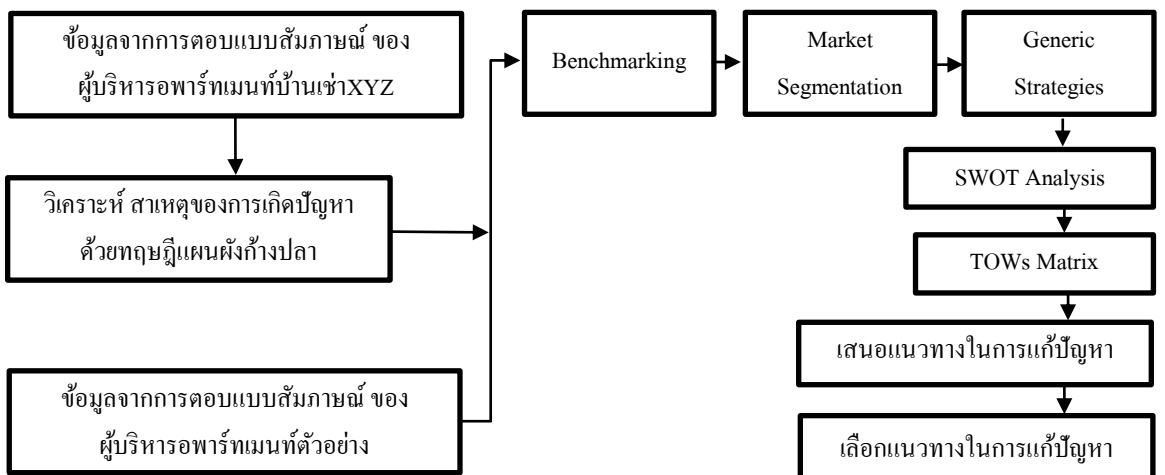 ข้อมูลจากการตอบแบบสัมภาษณ์ ของ
ผู้บริหารอพาร์ทเมนท์บ้านเช่าXYZ
วิเคราะห์ สาเหตุของการเกิดปัญหา
ด้วยทฤษฎีแผนผังก้างปลา
ข้อมูลจากการตอบแบบสัมภาษณ์ ของ
ผู้บริหารอพาร์ทเมนท์ตัวอย่าง
Benchmarking
Market
Segmentation
Generic
Strategies
SWOT Analysis
TOWs Matrix
เสนอแนวทางในการแก้ปัญหา
เลือกแนวทางในการแก้ปัญหา